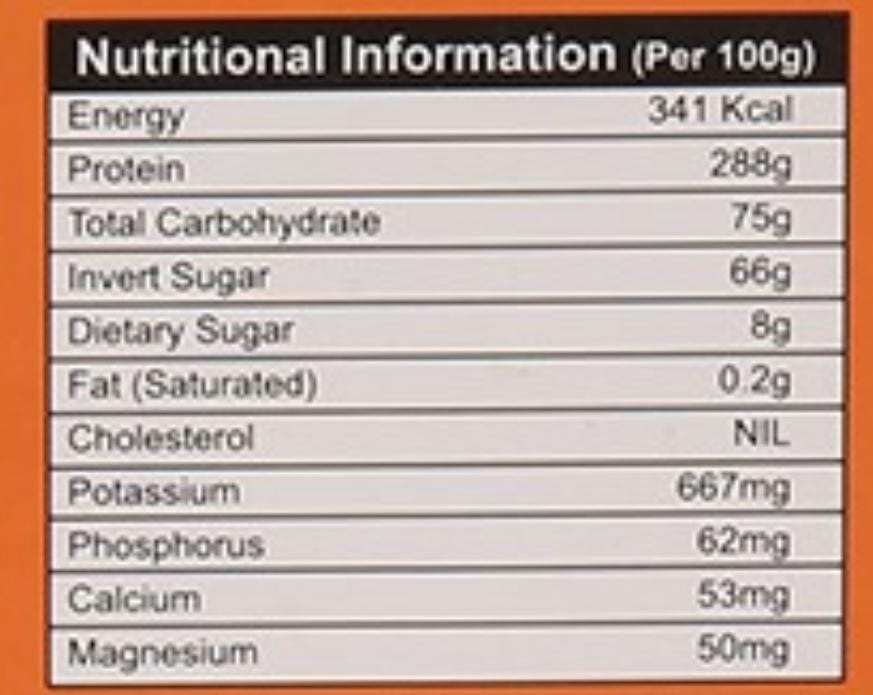 Nutritional Information (Per 100g)
Energy 341 Kcal
Protein 288g
Total Carbohydrate 75g
Invert Sugar 66g
Dietary Sugar 8g
Fat (Saturated) 0.2g
Cholesterol NIL
Potassium 667mg
Phosphorus 62mg
Calcium 53mg
Magnesium 50mg